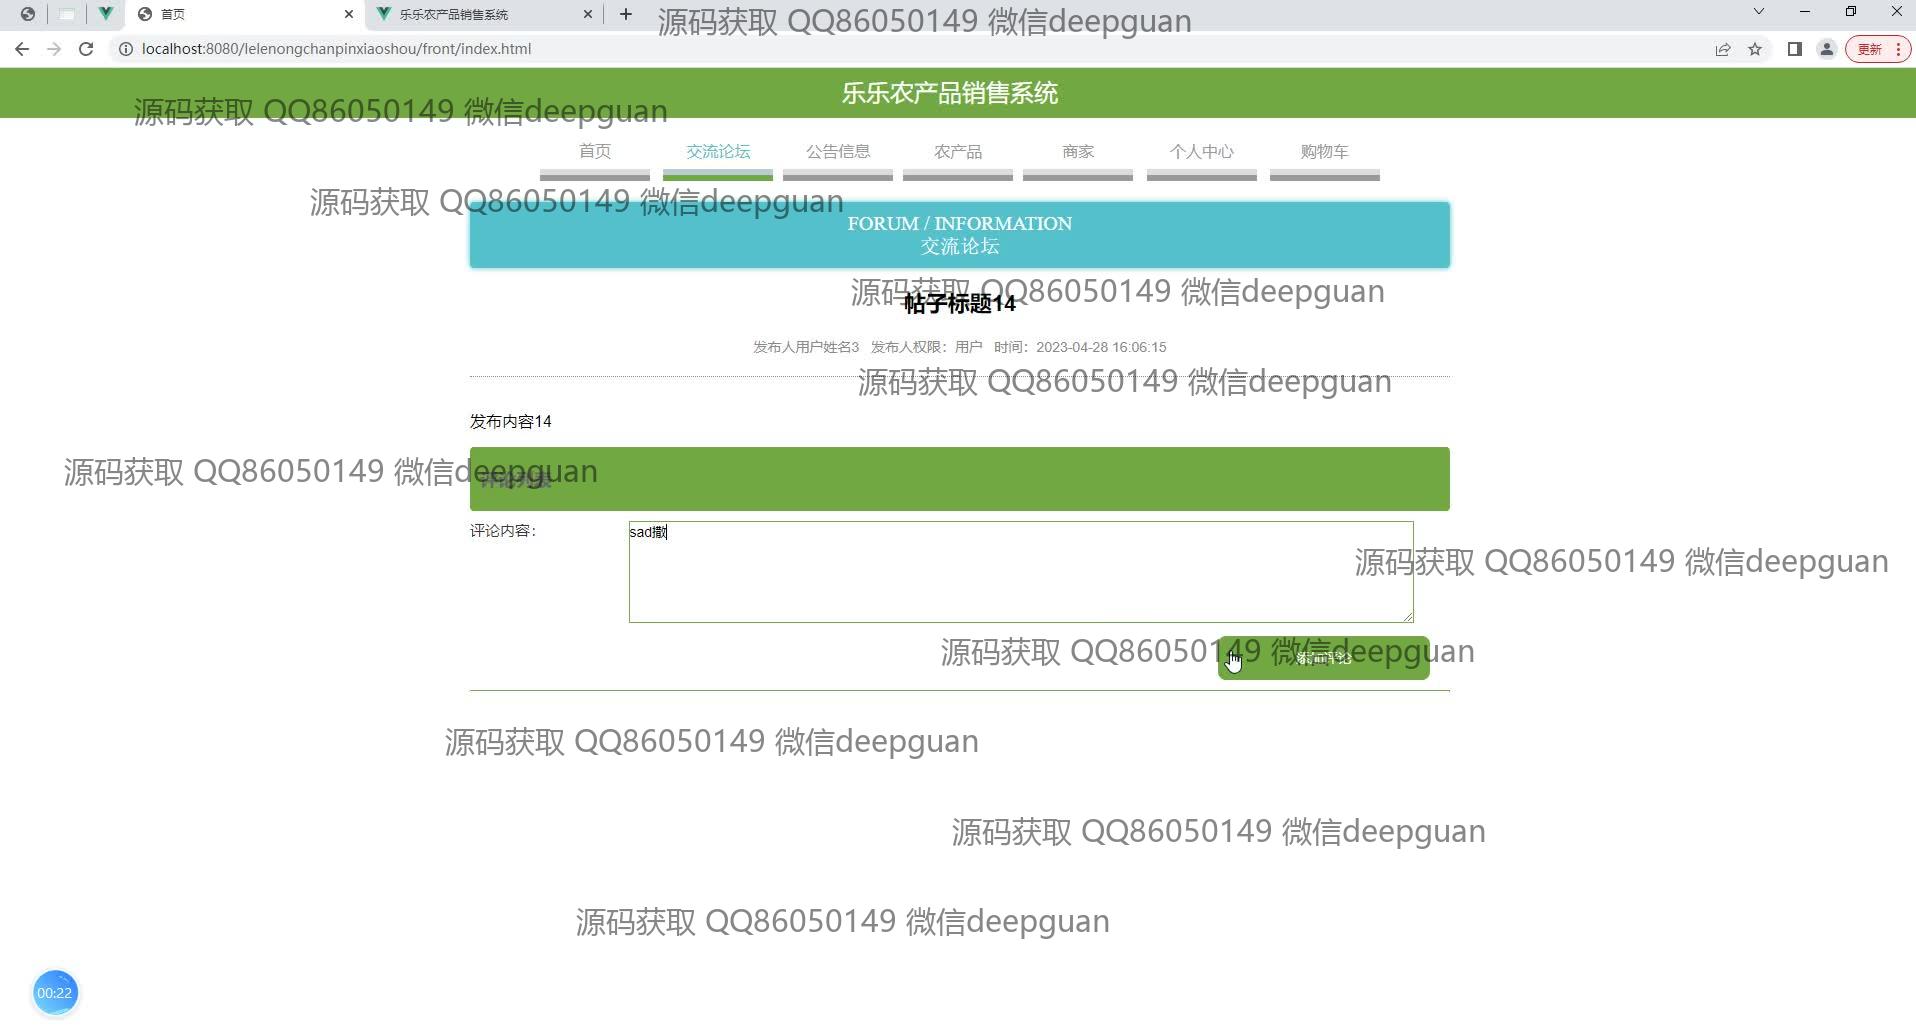 首页
乐乐农产品销售系统
源码获取 QQ86050149 微信deepguan
localhost:8080/lelenongchanpinxiaoshou/front/index.html
更新
乐乐农产品销售系统
源码获取 QQ86050149 微信deepguan
首页 交流论坛 公告信息 农产品 商家 个人中心 购物车
源码获取 QQ86050149 微信deepguan
FORUM / INFORMATION
交流论坛
源码获取 QQ86050149 微信deepguan
帖子标题14
发布人用户姓名3 发布人权限：用户 时间：2023-04-28 16:06:15
源码获取 QQ86050149 微信deepguan
发布内容14
源码获取 QQ86050149 微信deepguan
评论列表
评论内容：
sad撒
源码获取 QQ86050149 微信deepguan
源码获取 QQ86050149 微信deepguan
添加评论
源码获取 QQ86050149 微信deepguan
源码获取 QQ86050149 微信deepguan
源码获取 QQ86050149 微信deepguan
00:22